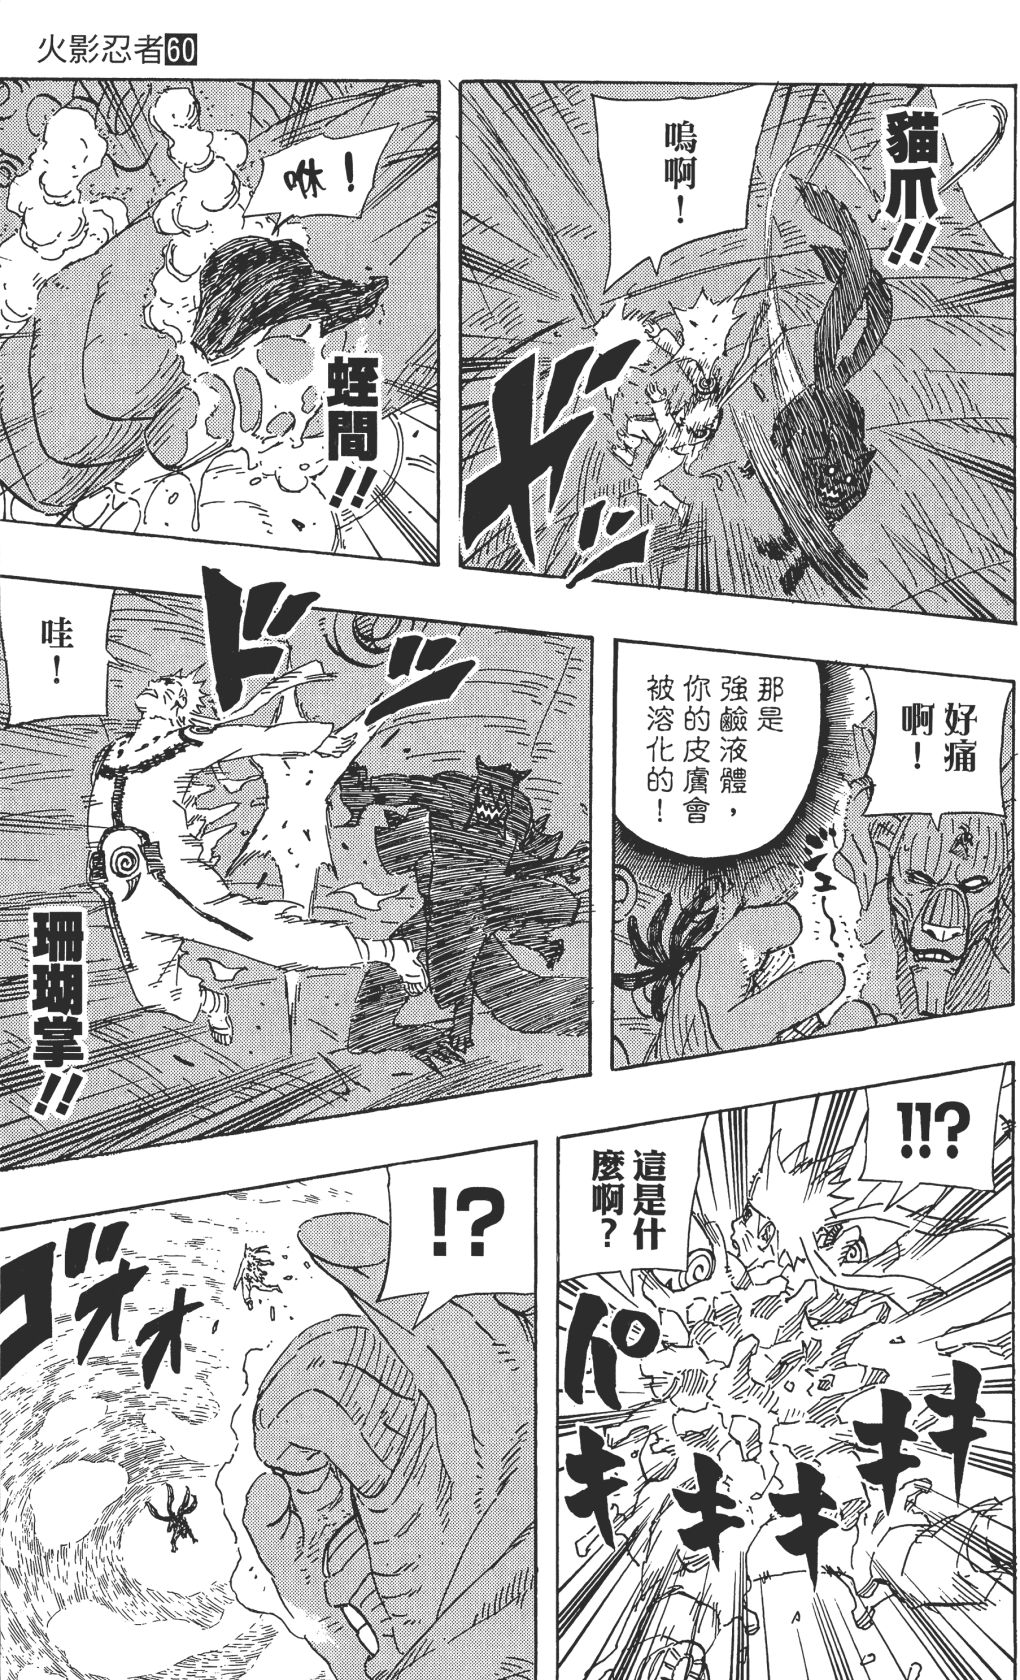 火影忍者60
貓爪!!
嗚啊！
ドッ
咻！
蛭間!!
好痛
啊！
那是
強鹼液體，
你的皮膚會
被溶化的！
ジュ
ドッ
哇！
珊瑚掌!!
!!?
這是什
麼啊？
パキキキキキ
!?
ゴオオ